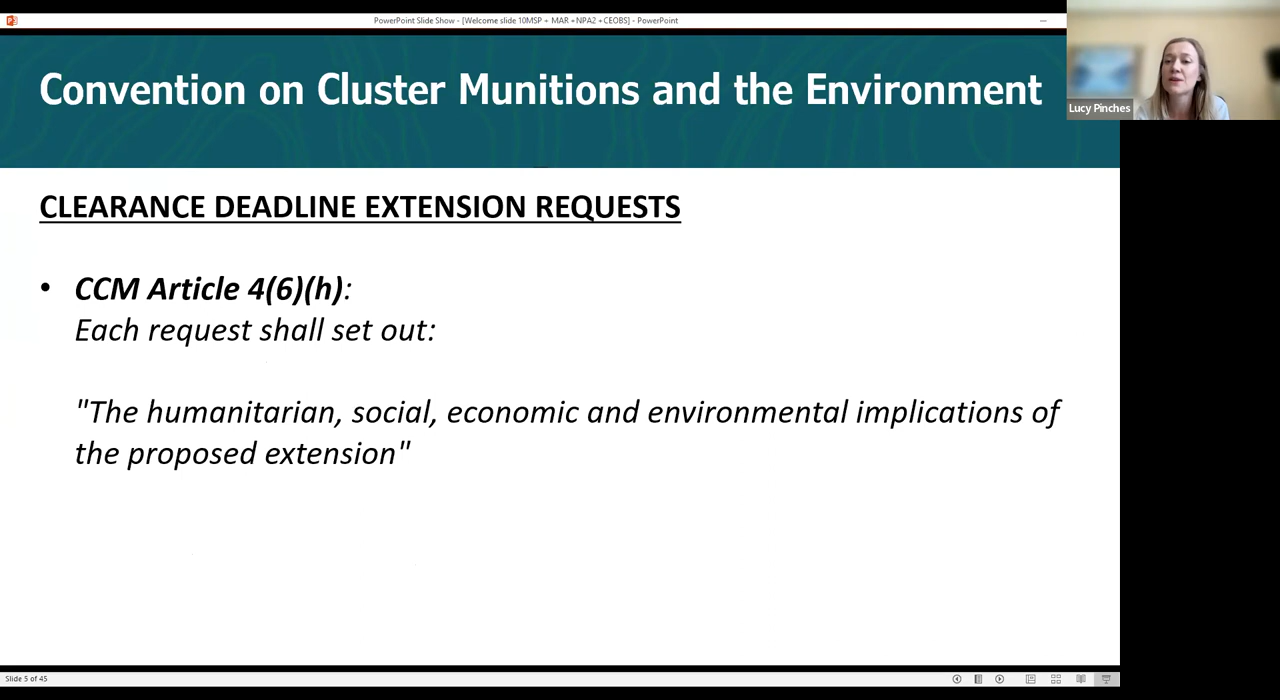 PowerPoint Slide Show - [Welcome slide 10MSP + MAR +NPA2 +CEOBS] - PowerPoint
Lucy Pinches
Convention on Cluster Munitions and the Environment
CLEARANCE DEADLINE EXTENSION REQUESTS
• CCM Article 4(6)(h):
Each request shall set out:
"The humanitarian, social, economic and environmental implications of
the proposed extension"
Slide 5 of 45